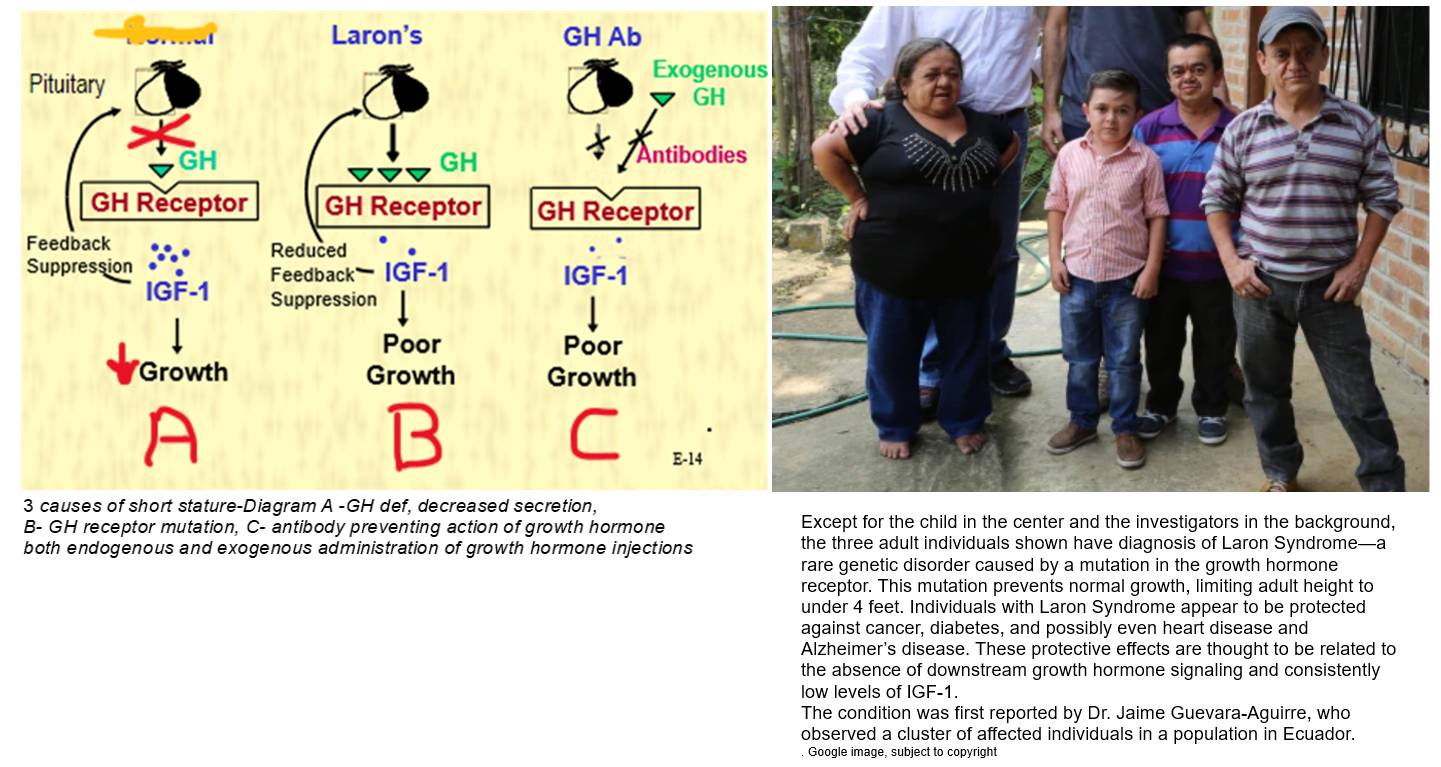 Normal
Laron's
GH Ab
Pituitary
Exogenous
GH
GH
GH
Antibodies
GH Receptor
GH Receptor
GH Receptor
Feedback
Suppression
IGF-1
Reduced
Feedback
Suppression
IGF-1
IGF-1
Growth
Poor
Growth
Poor
Growth
A
B
C
E-14
3 causes of short stature-Diagram A -GH def, decreased secretion,
B- GH receptor mutation, C- antibody preventing action of growth hormone
both endogenous and exogenous administration of growth hormone injections
Except for the child in the center and the investigators in the background,
the three adult individuals shown have diagnosis of Laron Syndrome—a
rare genetic disorder caused by a mutation in the growth hormone
receptor. This mutation prevents normal growth, limiting adult height to
under 4 feet. Individuals with Laron Syndrome appear to be protected
against cancer, diabetes, and possibly even heart disease and
Alzheimer's disease. These protective effects are thought to be related to
the absence of downstream growth hormone signaling and consistently
low levels of IGF-1.
The condition was first reported by Dr. Jaime Guevara-Aguirre, who
observed a cluster of affected individuals in a population in Ecuador.
. Google image, subject to copyright